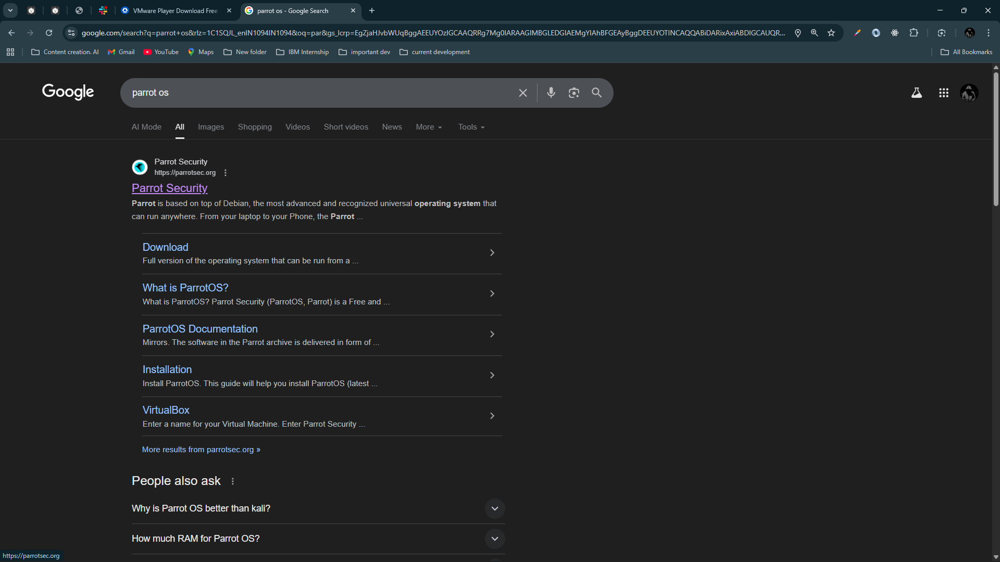 VMware Player Download Free
parrot os - Google Search
google.com/search?q=parrot+os&rlz=1C1SQJL_enIN1094IN1094&oq=par&gs_lcrp=EgZjaHJvbWUqBggAEEUYOzIGCAAQRRg7Mg0IARAAGIMBGLEDGIAEMgYIAhBFGEAyBggDEEUYOTINCAQQABiDARixAxiABDIGCAUQR...
Content creation. AI
Gmail
YouTube
Maps
New folder
IBM Internship
important dev
current development
All Bookmarks
Google
parrot os
AI Mode
All
Images
Shopping
Videos
Short videos
News
More
Tools
Parrot Security
https://parrotsec.org
Parrot Security
Parrot is based on top of Debian, the most advanced and recognized universal operating system that
can run anywhere. From your laptop to your Phone, the Parrot ...
Download
Full version of the operating system that can be run from a ...
What is ParrotOS?
What is ParrotOS? Parrot Security (ParrotOS, Parrot) is a Free and ...
ParrotOS Documentation
Mirrors. The software in the Parrot archive is delivered in form of ...
Installation
Install ParrotOS. This guide will help you install ParrotOS (latest ...
VirtualBox
Enter a name for your Virtual Machine. Enter Parrot Security ...
More results from parrotsec.org »
People also ask
Why is Parrot OS better than kali?
How much RAM for Parrot OS?
https://parrotsec.org